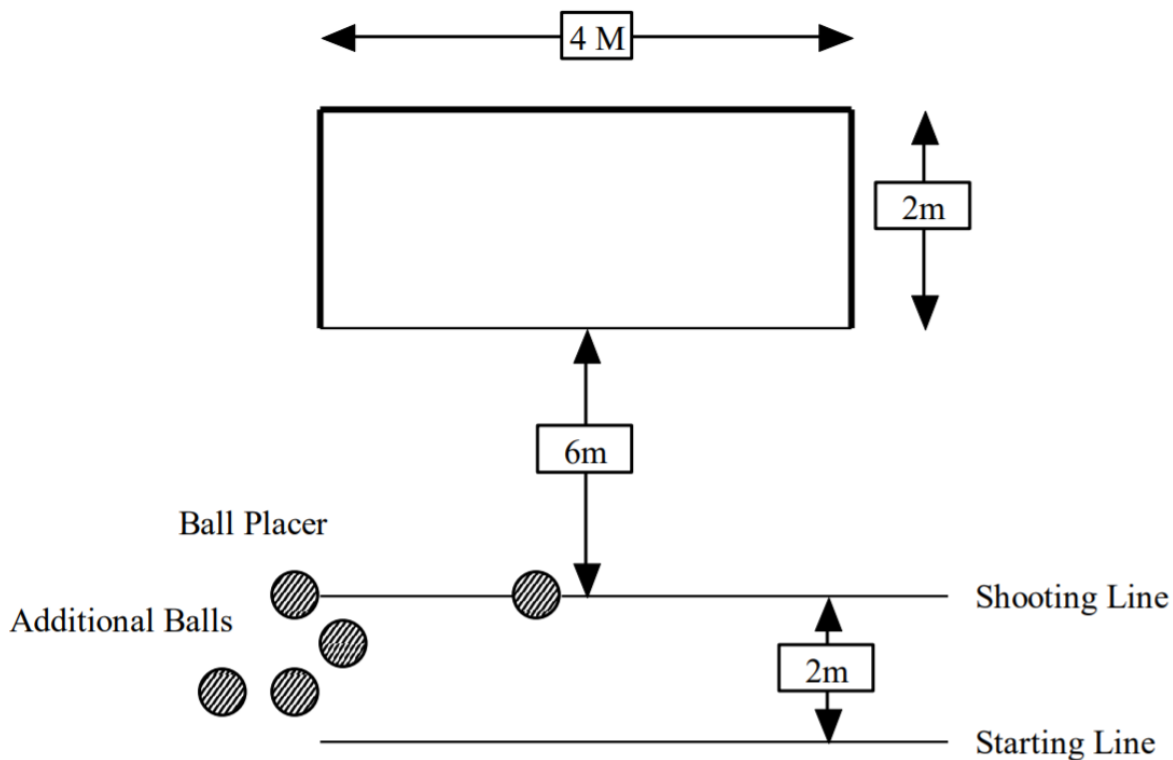 4 M
2m
6m
Ball Placer
Shooting Line
Additional Balls
2m
Starting Line